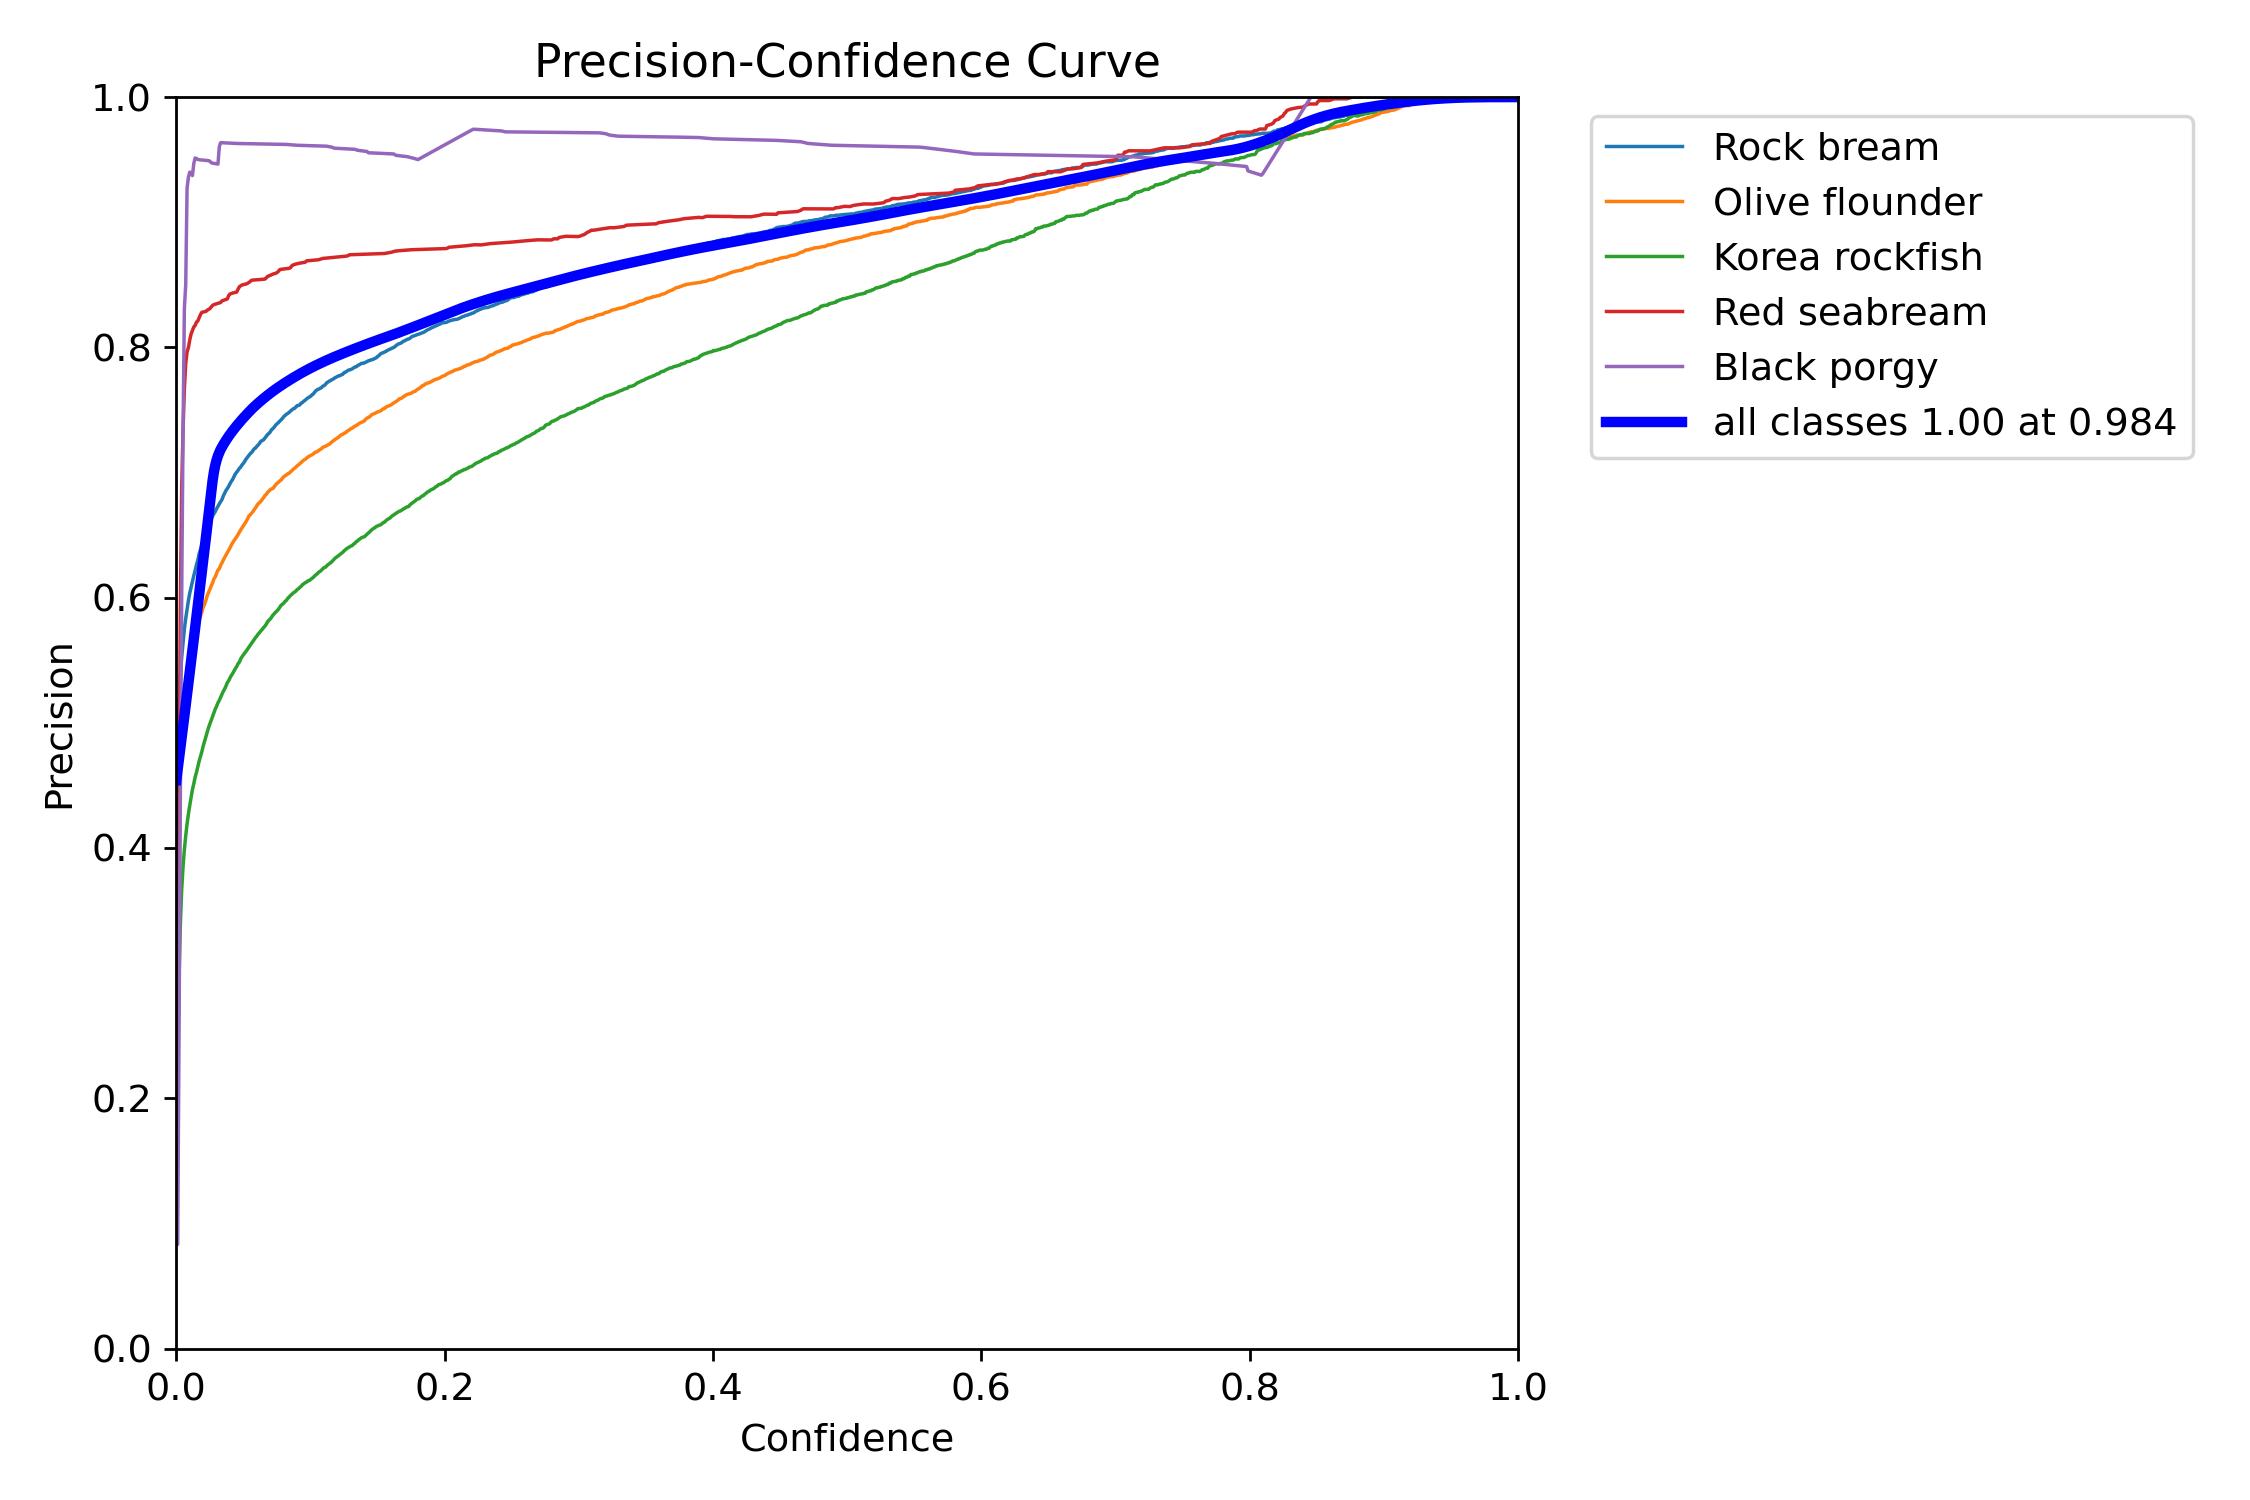 Precision-Confidence Curve
1.0
0.8
0.6
0.4
0.2
0.0
Precision
0.0 0.2 0.4 0.6 0.8 1.0
Confidence
Rock bream
Olive flounder
Korea rockfish
Red seabream
Black porgy
all classes 1.00 at 0.984